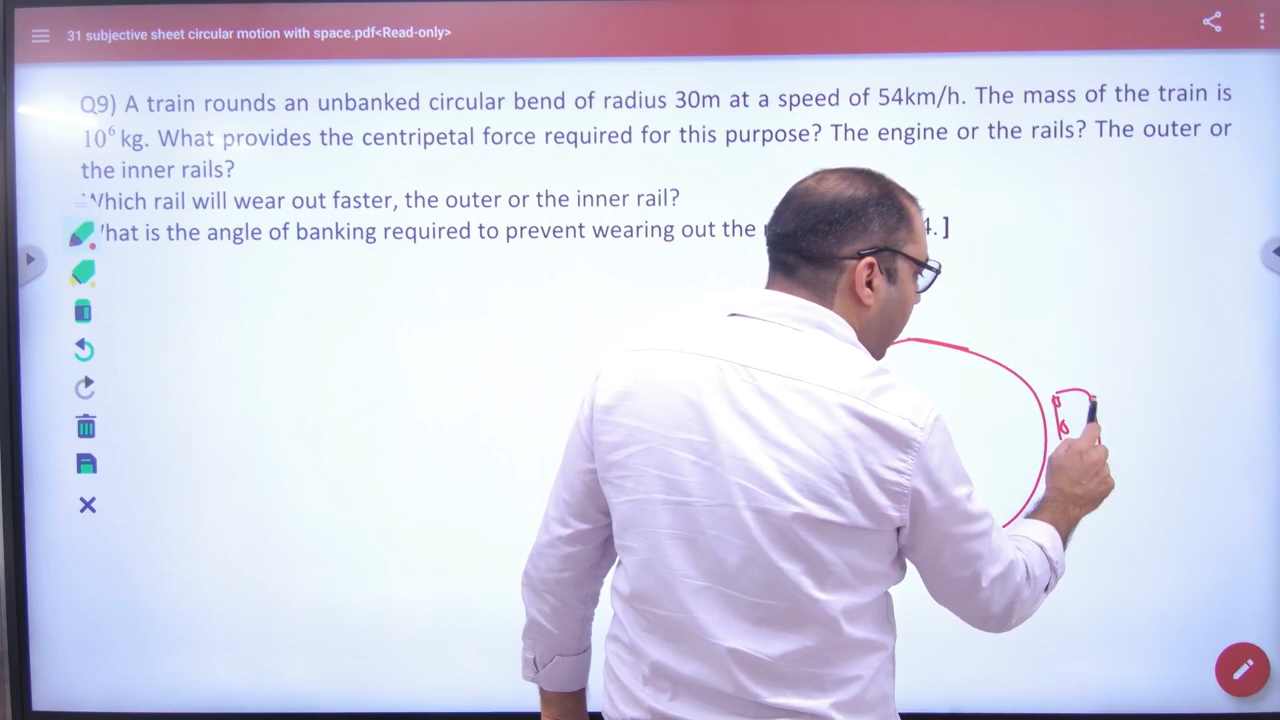 31 subjective sheet circular motion with space.pdf<Read-only>
Q9) A train rounds an unbanked circular bend of radius 30m at a speed of 54km/h. The mass of the train is
10⁶ kg. What provides the centripetal force required for this purpose? The engine or the rails? The outer or
the inner rails?
Which rail will wear out faster, the outer or the inner rail?
hat is the angle of banking required to prevent wearing out the 4.]